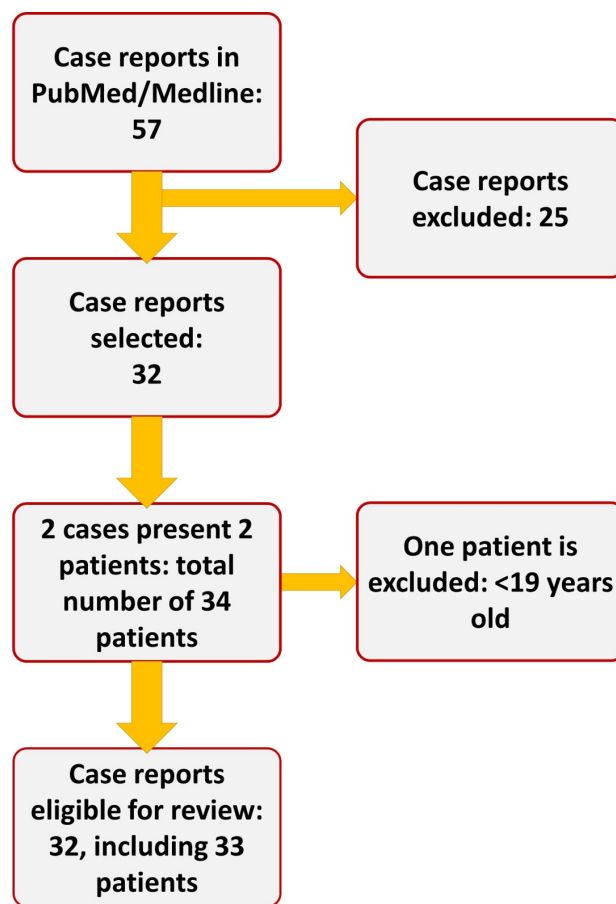 Case reports in
PubMed/Medline:
57
Case reports
excluded: 25
Case reports
selected:
32
2 cases present 2
patients: total
number of 34
patients
One patient is
excluded: <19 years
old
Case reports
eligible for review:
32, including 33
patients